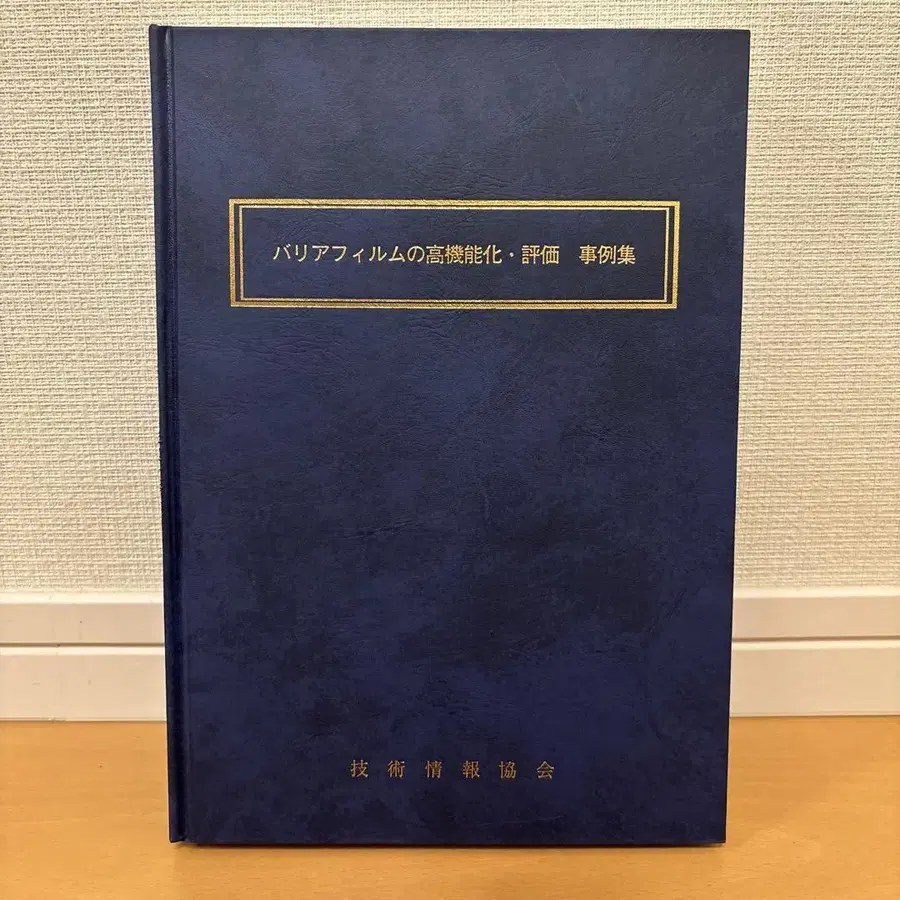 バリアフィルムの高機能化・評価　事例集
技術情報協会